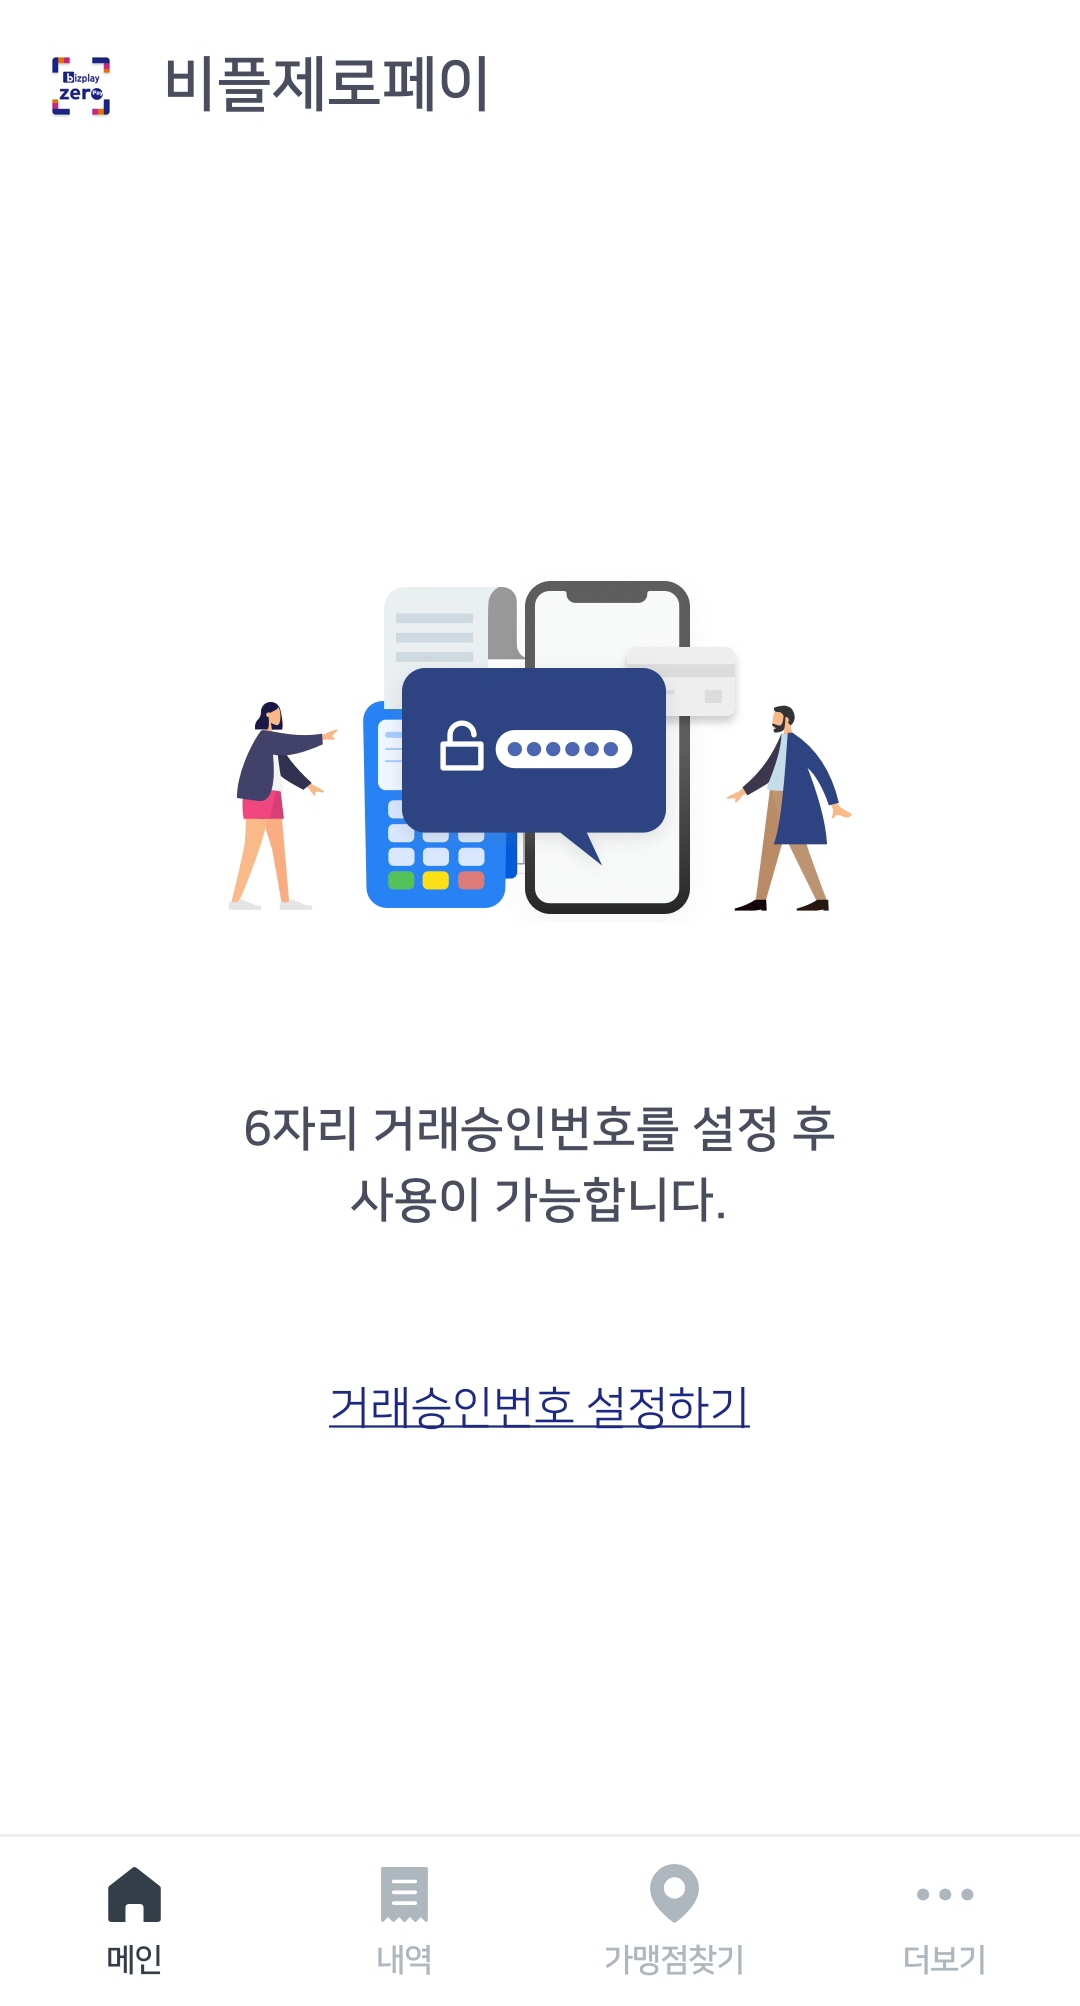 bizplay
zero Pay
비플제로페이
6자리 거래승인번호를 설정 후
사용이 가능합니다.
거래승인번호 설정하기
메인
내역
가맹점찾기
더보기